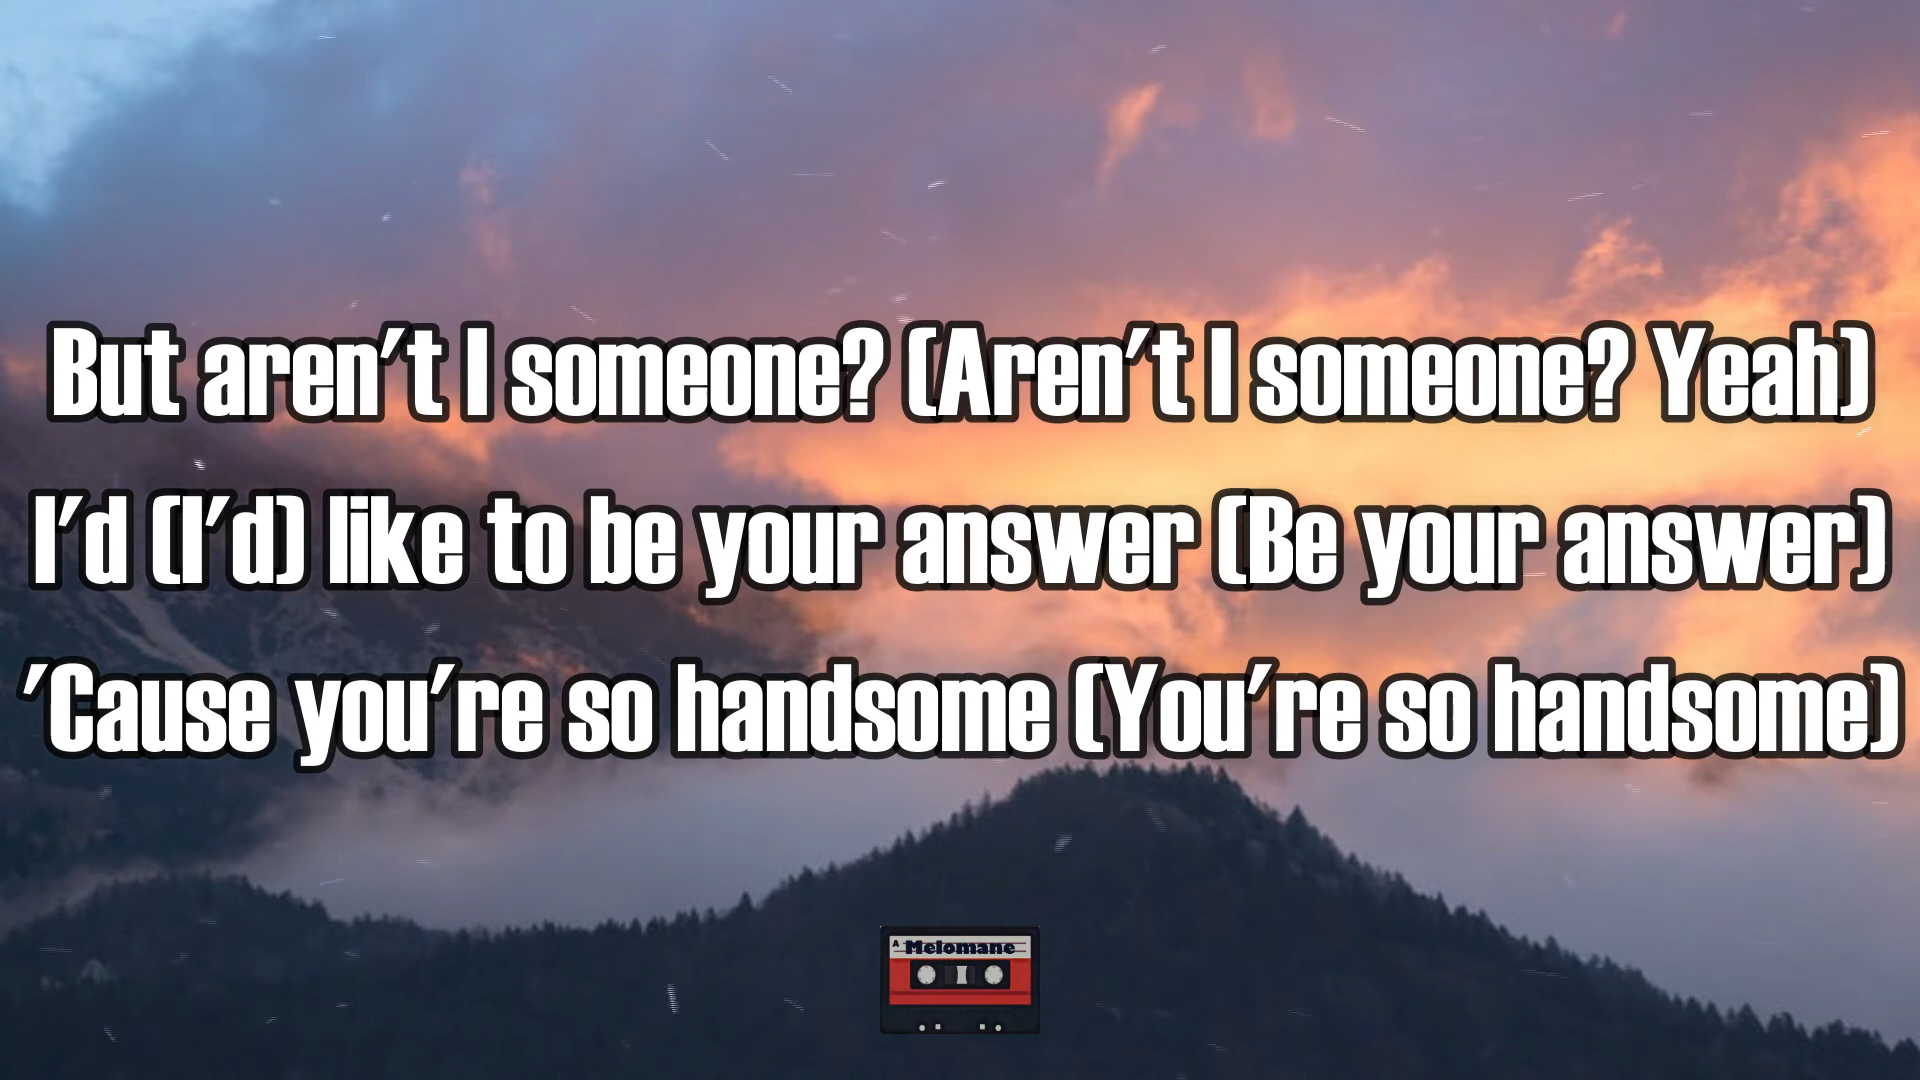 But aren't I someone? (Aren't I someone? Yeah)
I'd (I'd) like to be your answer (Be your answer)
'Cause you're so handsome (You're so handsome)
A Melomane